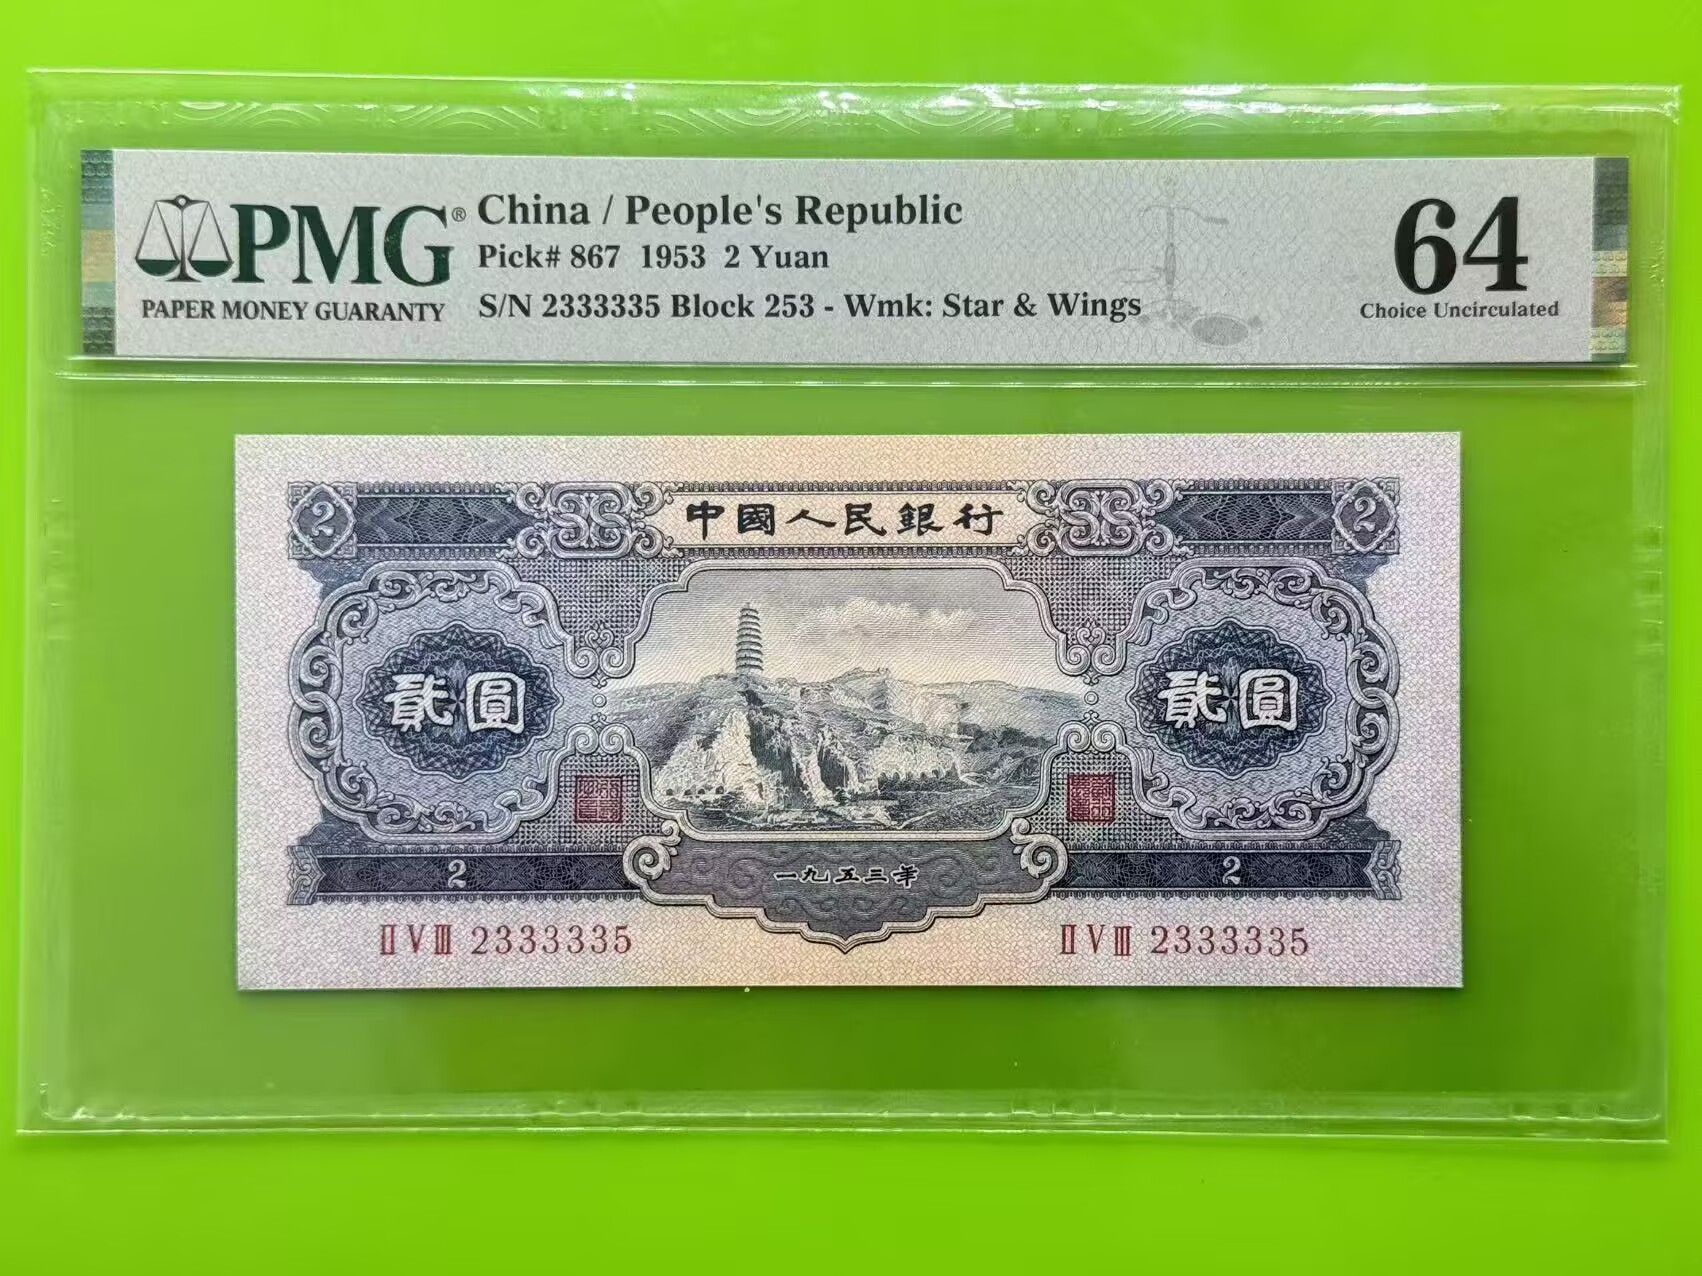 PMG®
PAPER MONEY GUARANTY
China / People's Republic
Pick# 867 1953 2 Yuan
S/N 2333335 Block 253 - Wmk: Star & Wings
64
Choice Uncirculated
2
中國人民銀行
2
貳圓
貳圓
2
一九五三年
2
ⅡⅤⅢ 2333335
ⅡⅤⅢ 2333335